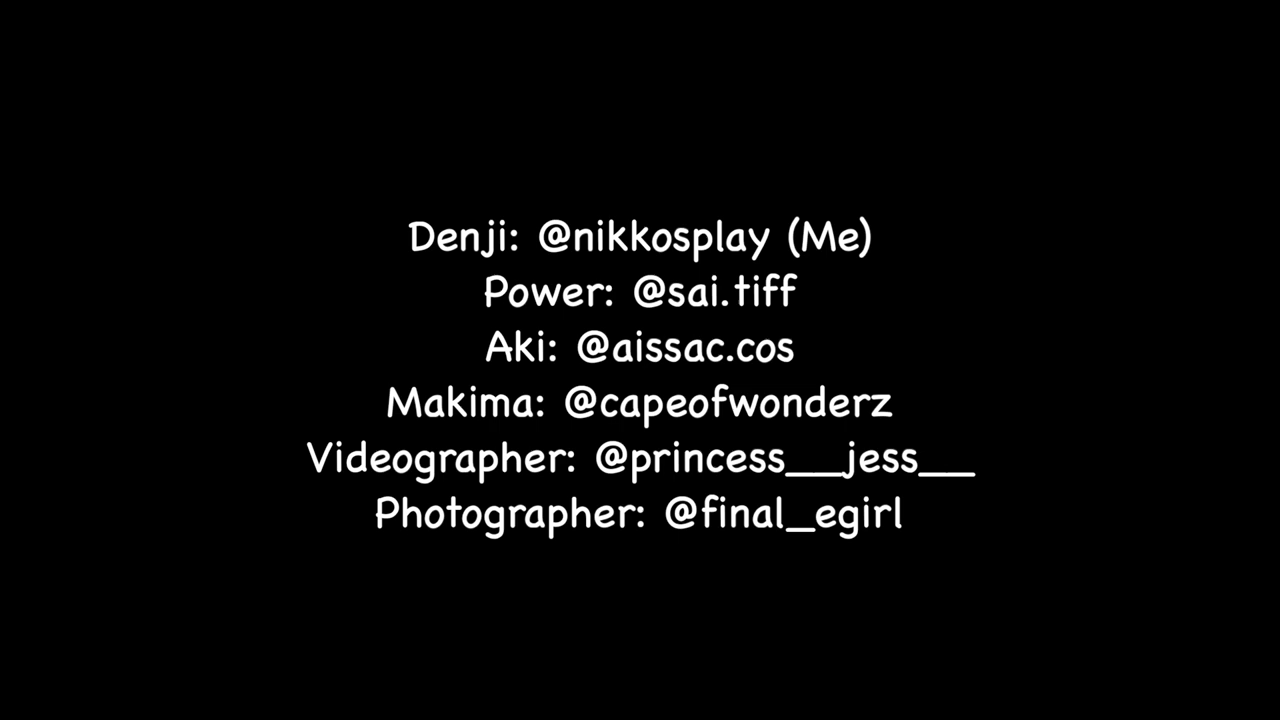 Denji: @nikkosplay (Me)
Power: @sai.tiff
Aki: @aissac.cos
Makima: @capeofwonderz
Videographer: @princess__jess__
Photographer: @final_egirl